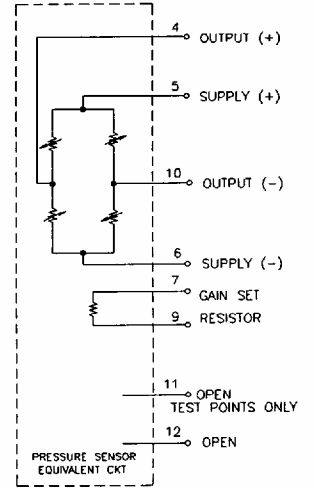 4 OUTPUT (+)
5 SUPPLY (+)
10 OUTPUT (-)
6 SUPPLY (-)
7 GAIN SET
9 RESISTOR
11 OPEN
TEST POINTS ONLY
12 OPEN
PRESSURE SENSOR
EQUIVALENT CKT